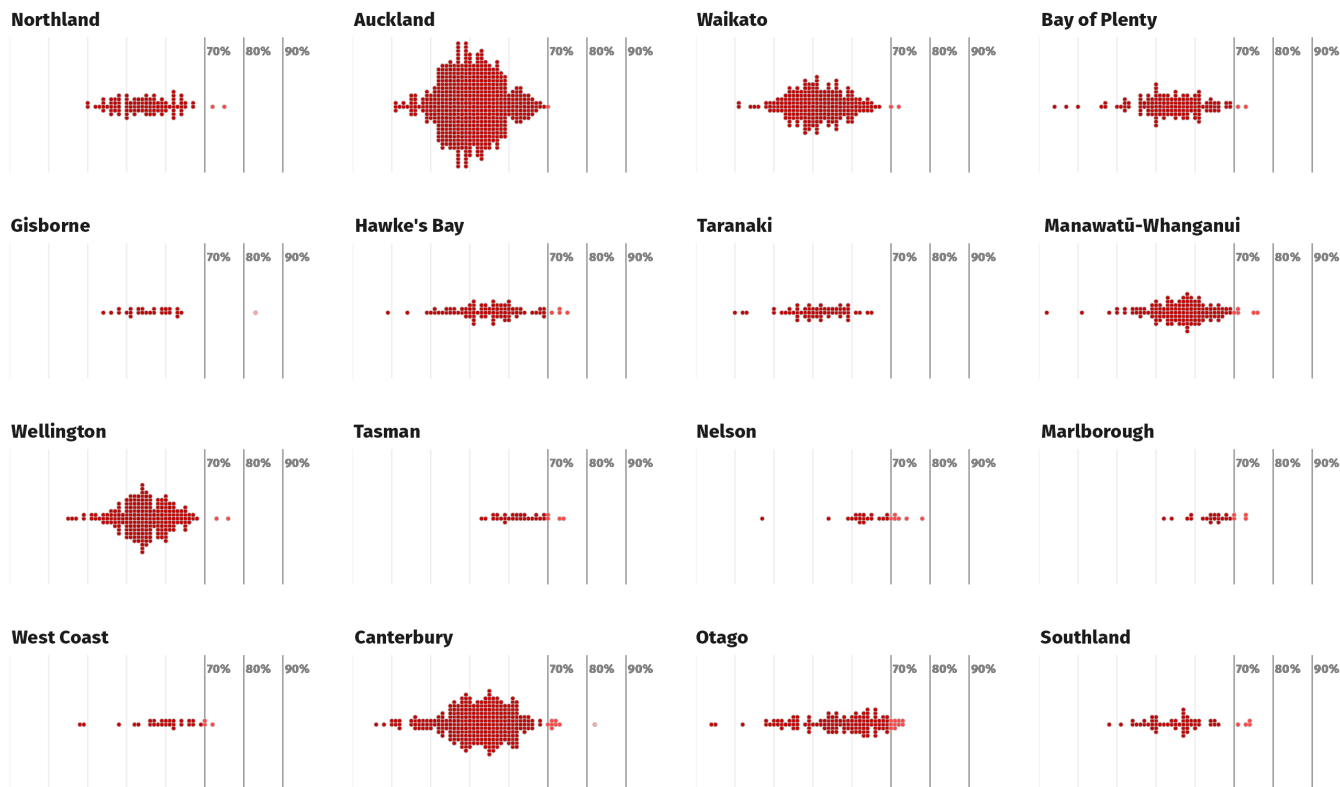 Northland Auckland Waikato Bay of Plenty
70% 80% 90% 70% 80% 90% 70% 80% 90% 70% 80% 90%
Gisborne Hawke's Bay Taranaki Manawatū-Whanganui
70% 80% 90% 70% 80% 90% 70% 80% 90% 70% 80% 90%
Wellington Tasman Nelson Marlborough
70% 80% 90% 70% 80% 90% 70% 80% 90% 70% 80% 90%
West Coast Canterbury Otago Southland
70% 80% 90% 70% 80% 90% 70% 80% 90% 70% 80% 90%